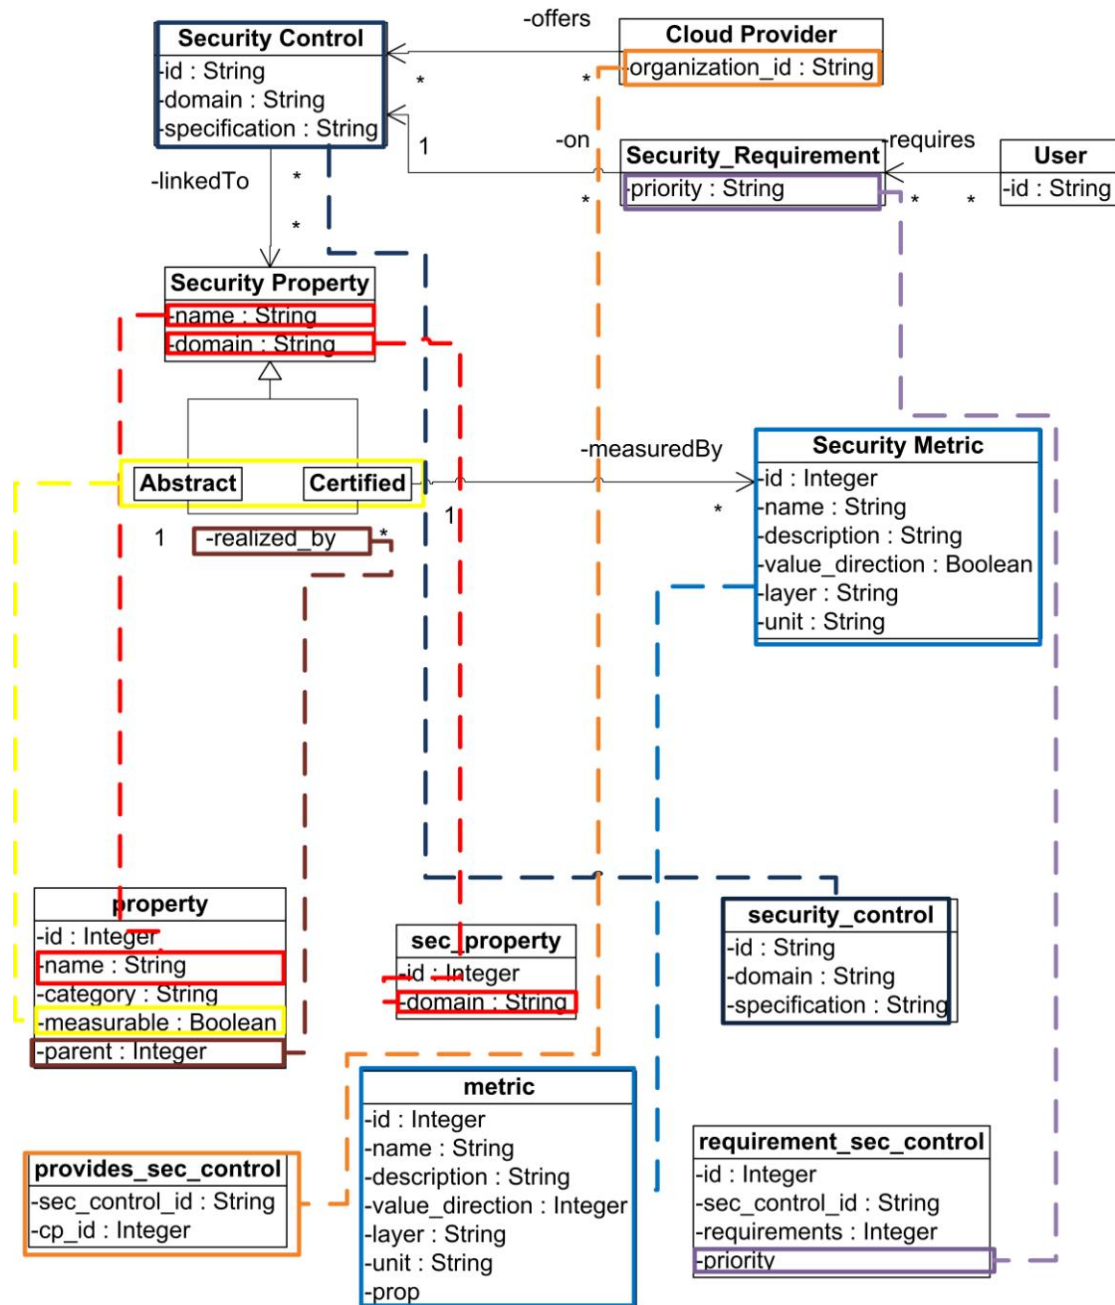 -offers
Security Control
-id : String
-domain : String
-specification : String
*
*
Cloud Provider
-organization_id : String
1
-on
*
Security_Requirement
-priority : String
-requires
*
*
User
-id : String
-linkedTo
*
*
Security Property
-name : String
-domain : String
Abstract
Certified
1
-realized_by
*
-measuredBy
1
*
Security Metric
-id : Integer
-name : String
-description : String
-value_direction : Boolean
-layer : String
-unit : String
property
-id : Integer
-name : String
-category : String
-measurable : Boolean
-parent : Integer
sec_property
-id : Integer
-domain : String
security_control
-id : String
-domain : String
-specification : String
provides_sec_control
-sec_control_id : String
-cp_id : Integer
metric
-id : Integer
-name : String
-description : String
-value_direction : Integer
-layer : String
-unit : String
-prop
requirement_sec_control
-id : Integer
-sec_control_id : String
-requirements : Integer
-priority